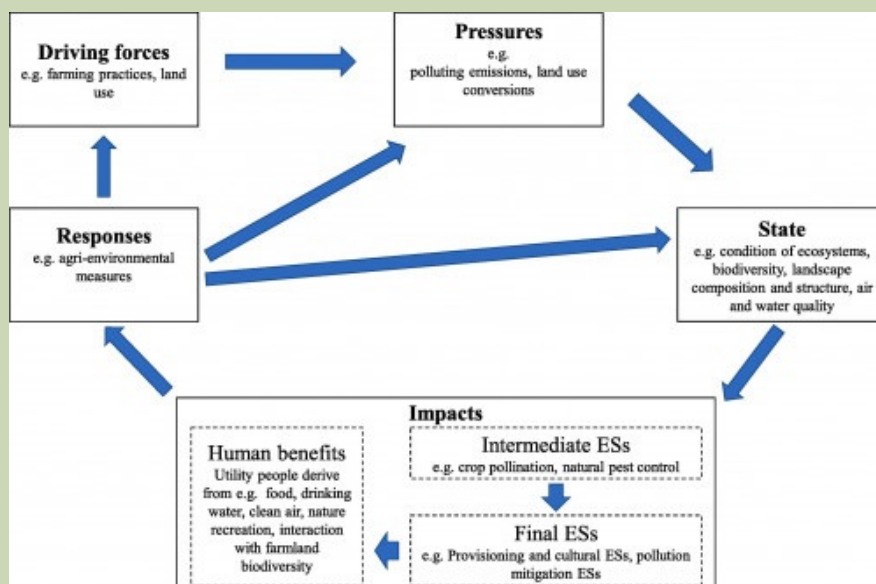 Driving forces
e.g. farming practices, land
use
Pressures
e.g.
polluting emissions, land use
conversions
Responses
e.g. agri-environmental
measures
State
e.g. condition of ecosystems,
biodiversity, landscape
composition and structure, air
and water quality
Impacts
Human benefits
Utility people derive
from e.g. food, drinking
water, clean air, nature
recreation, interaction
with farmland
biodiversity
Intermediate ESs
e.g. crop pollination, natural pest control
Final ESs
e.g. Provisioning and cultural ESs, pollution
mitigation ESs